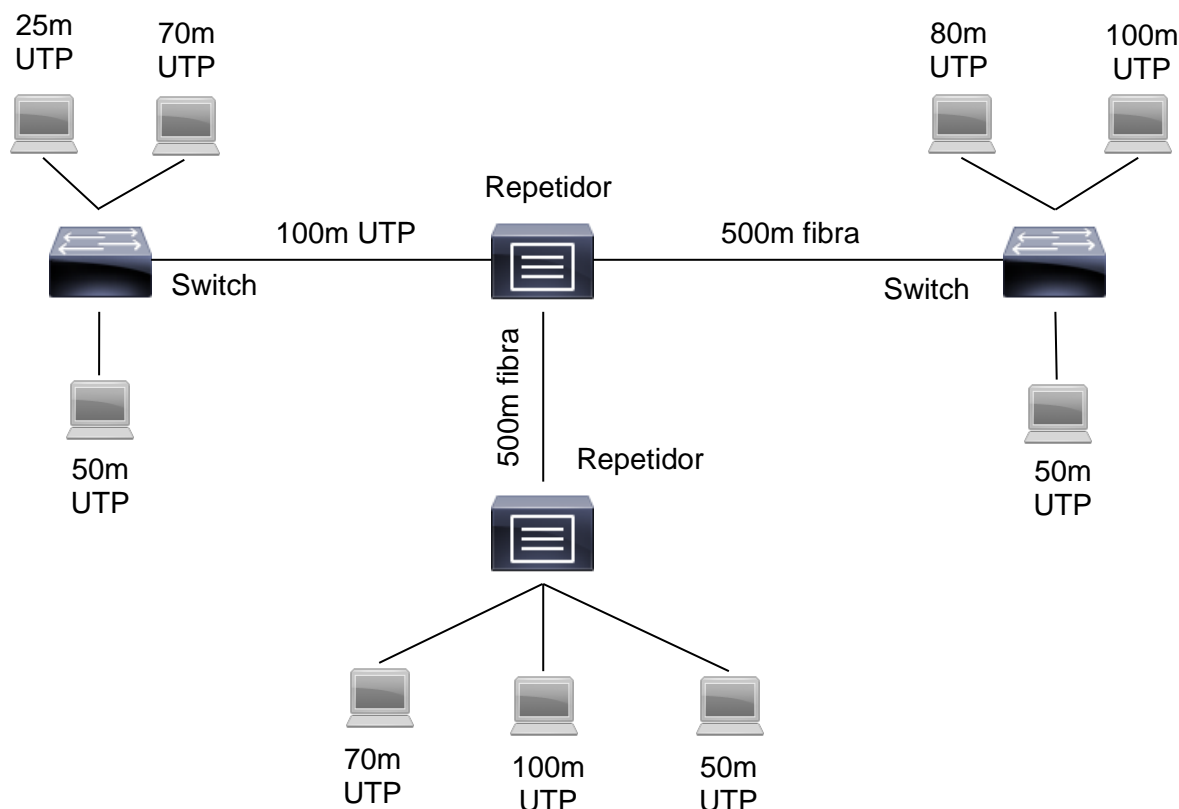 25m
UTP
70m
UTP
80m
UTP
100m
UTP
Repetidor
100m UTP
500m fibra
Switch
Switch
500m fibra
50m
UTP
Repetidor
50m
UTP
70m
UTP
100m
UTP
50m
UTP